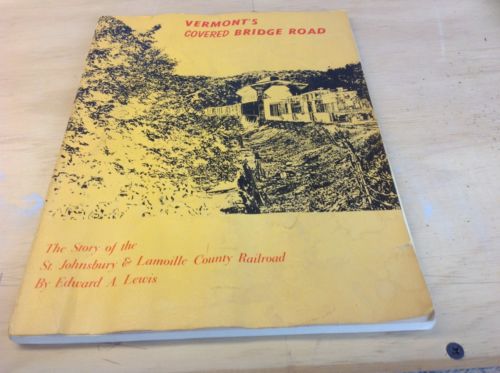 VERMONT'S
COVERED BRIDGE ROAD
The Story of the
St. Johnsbury & Lamoille County Railroad
By Edward A. Lewis